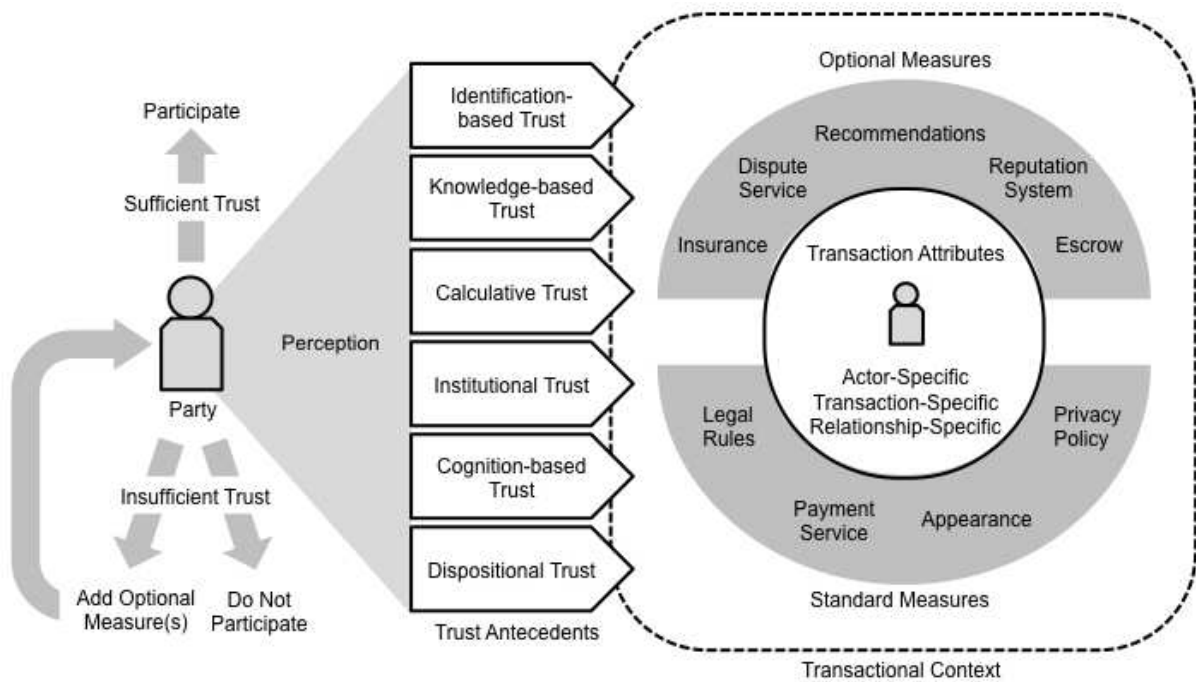 Participate
Sufficient Trust
Party
Insufficient Trust
Add Optional
Measure(s)
Do Not
Participate
Perception
Identification-
based Trust
Knowledge-based
Trust
Calculative Trust
Institutional Trust
Cognition-based
Trust
Dispositional Trust
Trust Antecedents
Optional Measures
Recommendations
Dispute
Service
Reputation
System
Insurance
Escrow
Transaction Attributes
Actor-Specific
Transaction-Specific
Relationship-Specific
Legal
Rules
Privacy
Policy
Payment
Service
Appearance
Standard Measures
Transactional Context